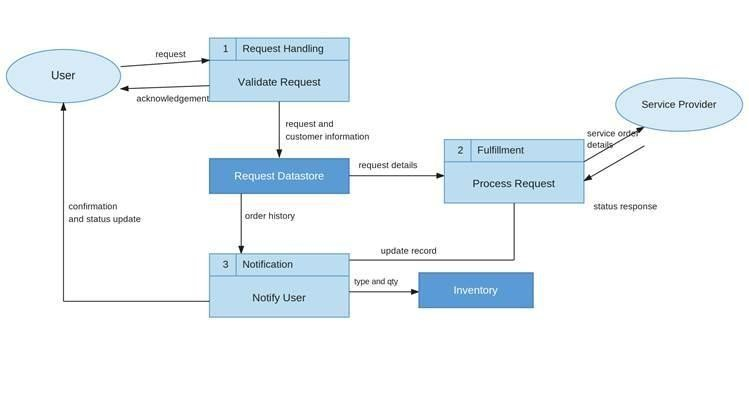 User
request
acknowledgement
1 Request Handling
Validate Request
request and
customer information
Request Datastore
request details
2 Fulfillment
Process Request
Service Provider
service order
details
status response
order history
confirmation
and status update
update record
3 Notification
Notify User
type and qty
Inventory